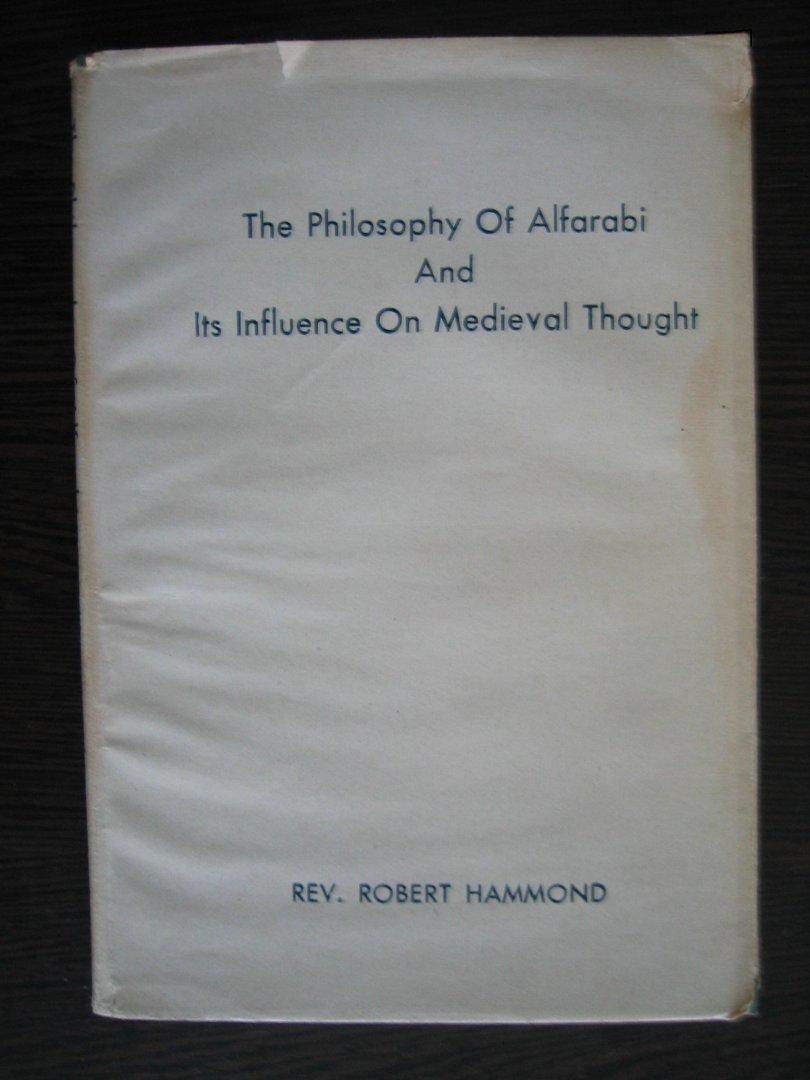 The Philosophy Of Alfarabi
And
Its Influence On Medieval Thought
REV. ROBERT HAMMOND